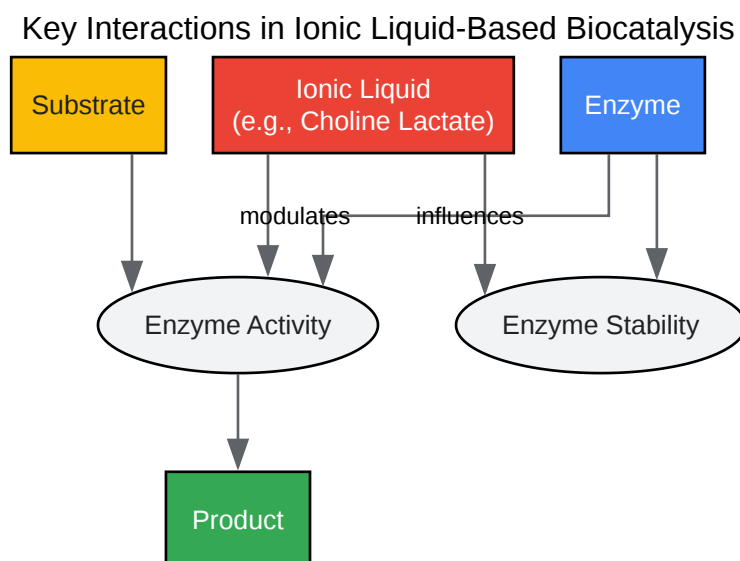 Key Interactions in Ionic Liquid-Based Biocatalysis
Substrate
Ionic Liquid
(e.g., Choline Lactate)
Enzyme
modulates
influences
Enzyme Activity
Enzyme Stability
Product